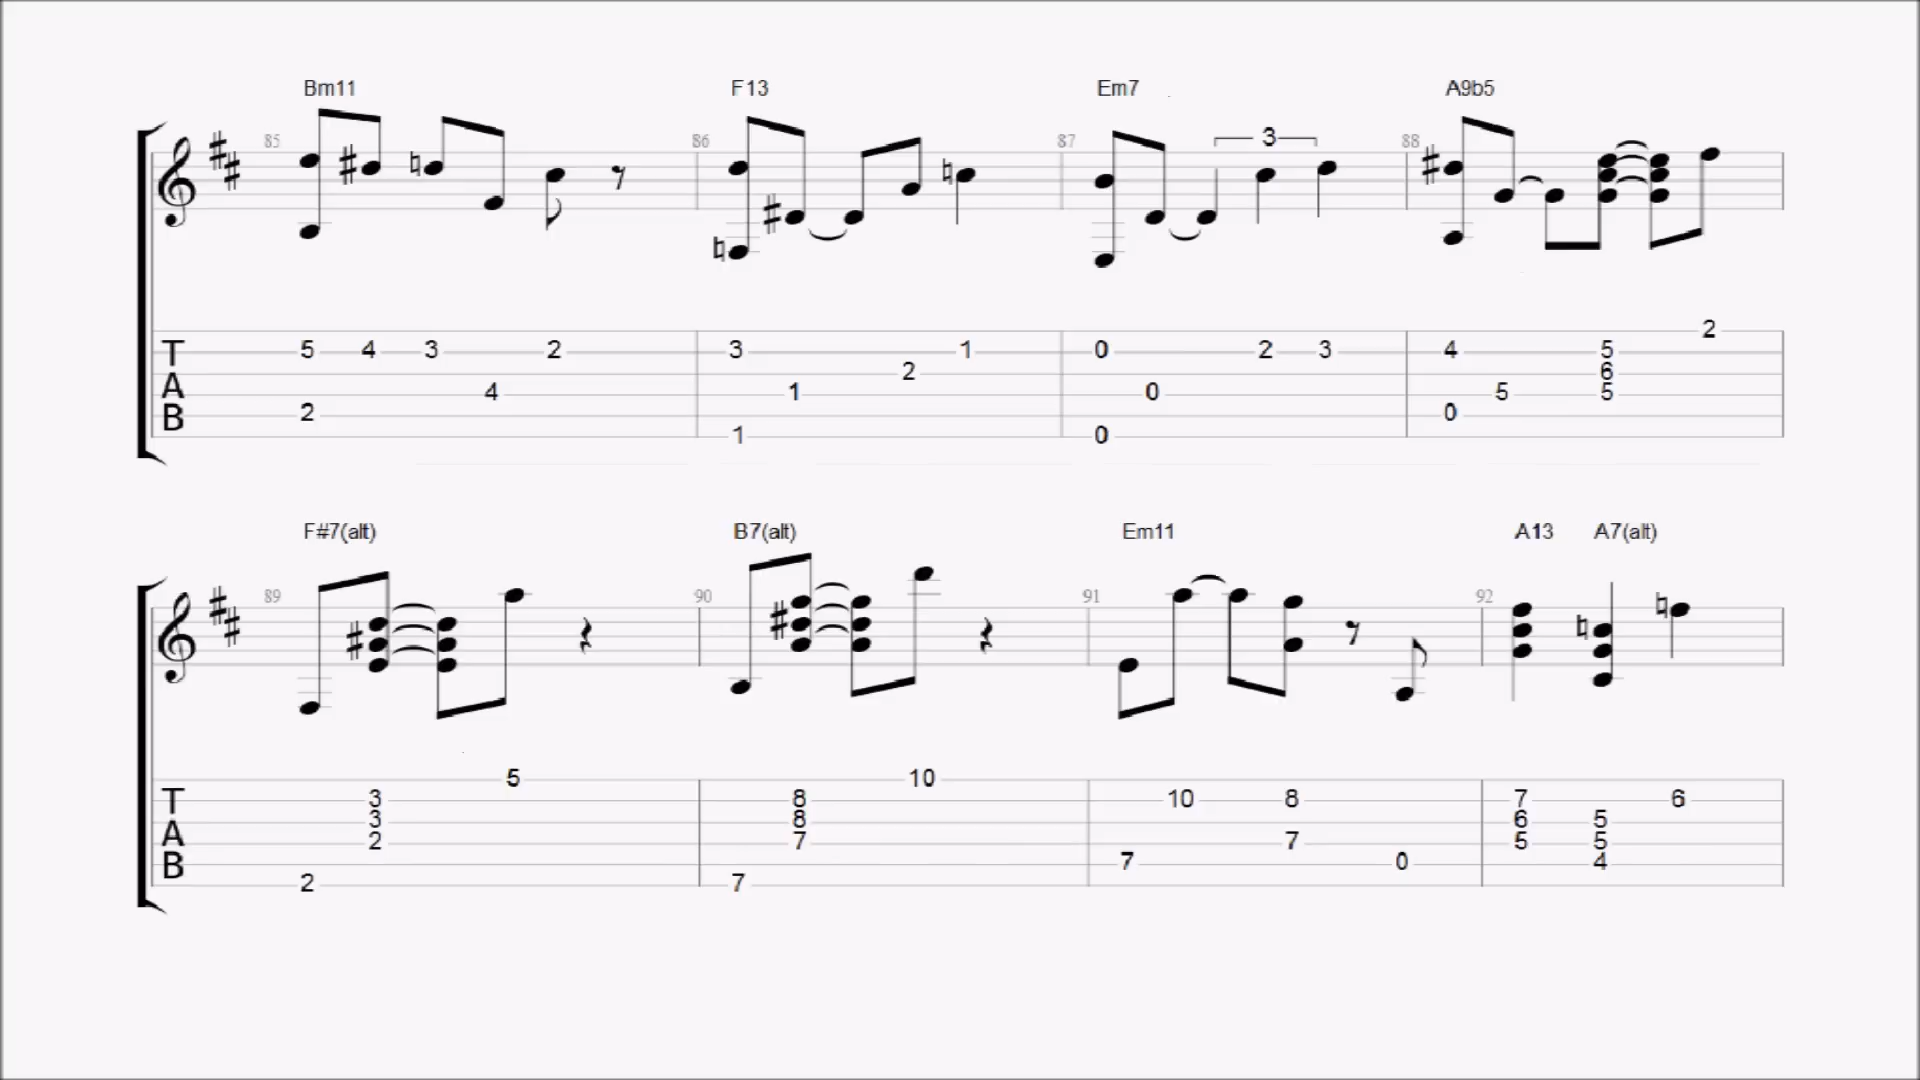 Bm11 F13 Em7 A9b5
85 86 87 3 88
2
5 4 3 2 3 1 0 2 3 4 5
T 2 6
A 4 1 0 5 5
B 2 0
1 0
F#7(alt) B7(alt) Em11 A13 A7(alt)
89 90 91 92
5 10
T 3 8 10 8 7 6
3 8 6 5
A 2 7 7 5 5
B 7 0 4
2 7